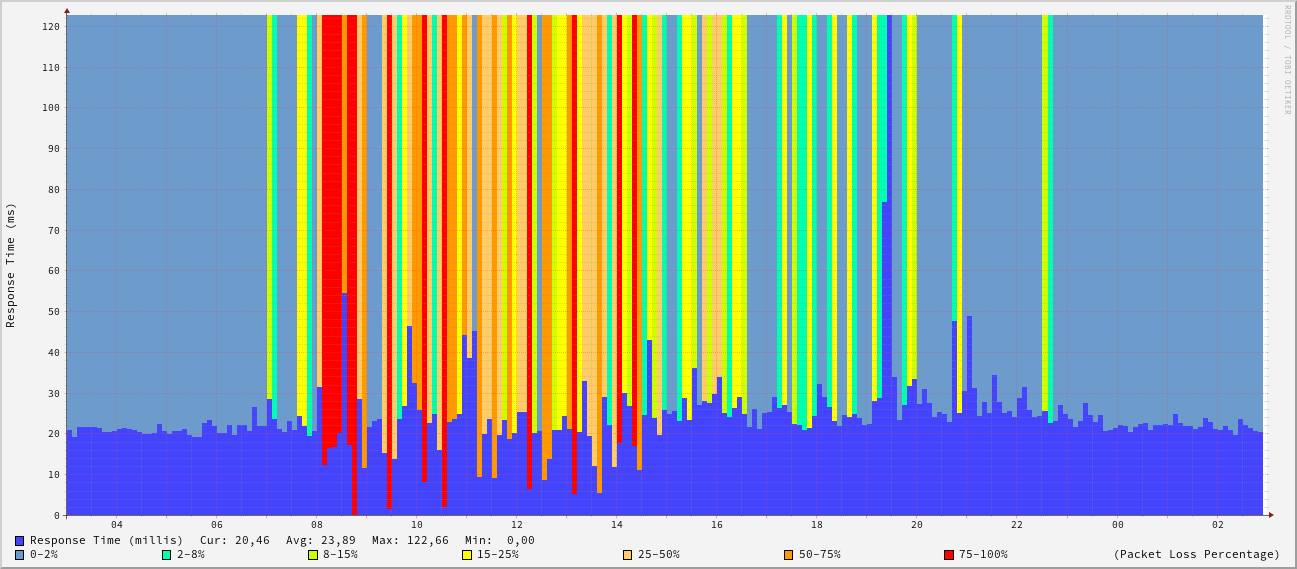 RRDTOOL / TOBI OETIKER
Response Time (ms)
120
110
100
90
80
70
60
50
40
30
20
10
0
04 06 08 10 12 14 16 18 20 22 00 02
Response Time (millis) Cur: 20,46 Avg: 23,89 Max: 122,66 Min: 0,00
0-2% 2-8% 8-15% 15-25% 25-50% 50-75% 75-100% (Packet Loss Percentage)